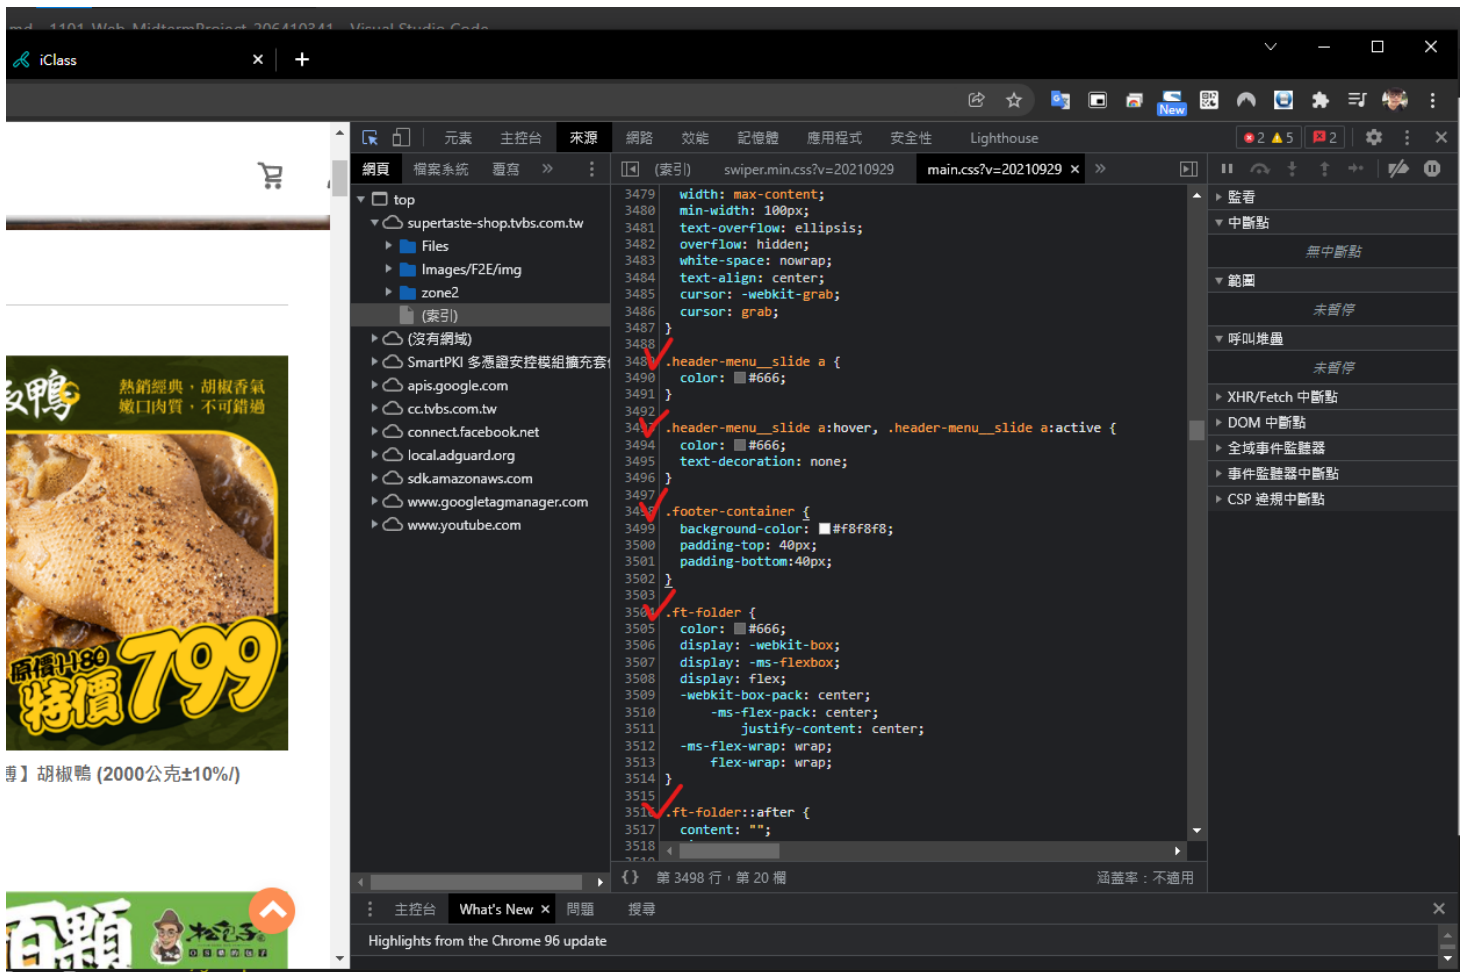 iClass
New
元素 主控台 來源 網路 效能 記憶體 應用程式 安全性 Lighthouse 2 5 2
網頁 檔案系統 覆寫 » (索引) swiper.min.css?v=20210929 main.css?v=20210929 × »
top
supertaste-shop.tvbs.com.tw
Files
Images/F2E/img
zone2
(索引)
(沒有網域)
SmartPKI 多憑證安控模組擴充套
apis.google.com
cc.tvbs.com.tw
connect.facebook.net
local.adguard.org
sdk.amazonaws.com
www.googletagmanager.com
www.youtube.com
3479 width: max-content;
3480 min-width: 100px;
3481 text-overflow: ellipsis;
3482 overflow: hidden;
3483 white-space: nowrap;
3484 text-align: center;
3485 cursor: -webkit-grab;
3486 cursor: grab;
3487 }
3488
3489 .header-menu__slide a {
3490 color: #666;
3491 }
3492
3493 .header-menu__slide a:hover, .header-menu__slide a:active {
3494 color: #666;
3495 text-decoration: none;
3496 }
3497
3498 .footer-container {
3499 background-color: #f8f8f8;
3500 padding-top: 40px;
3501 padding-bottom:40px;
3502 }
3503
3504 .ft-folder {
3505 color: #666;
3506 display: -webkit-box;
3507 display: -ms-flexbox;
3508 display: flex;
3509 -webkit-box-pack: center;
3510 -ms-flex-pack: center;
3511 justify-content: center;
3512 -ms-flex-wrap: wrap;
3513 flex-wrap: wrap;
3514 }
3515
3516 .ft-folder::after {
3517 content: "";
3518
{} 第 3498 行，第 20 欄 涵蓋率：不適用
監看
中斷點
無中斷點
範圍
未暫停
呼叫堆疊
未暫停
XHR/Fetch 中斷點
DOM 中斷點
全域事件監聽器
事件監聽器中斷點
CSP 違規中斷點
主控台 What's New × 問題 搜尋
Highlights from the Chrome 96 update
鴨
熱銷經典，胡椒香氣
嫩口肉質，不可錯過
原價1180
特價799
】胡椒鴨 (2000公克±10%/)
百顆
松包子